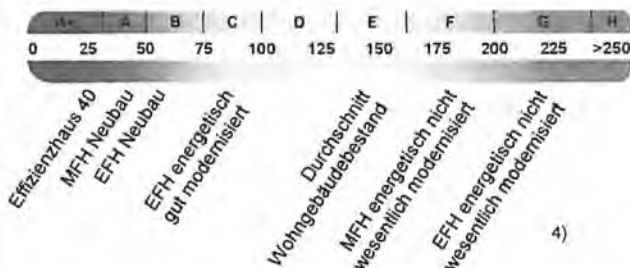 A+ A B C D E F G H
0 25 50 75 100 125 150 175 200 225 >250
Effizienzhaus 40
MFH Neubau
EFH Neubau
EFH energetisch
gut modernisiert
Durchschnitt
Wohngebäudebestand
MFH energetisch nicht
wesentlich modernisiert
EFH energetisch nicht
wesentlich modernisiert
4)